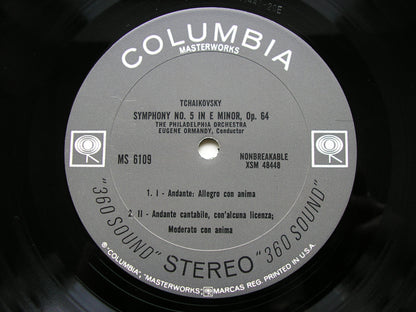 COLUMBIA
MASTERWORKS
TCHAIKOVSKY
SYMPHONY NO. 5 IN E MINOR, Op. 64
THE PHILADELPHIA ORCHESTRA
EUGENE ORMANDY, Conductor
MS 6109
NONBREAKABLE
XSM 48448
1. I - Andante: Allegro con anima
2. II - Andante cantabile, con'alcuna licenza;
Moderato con anima
"360 SOUND" STEREO "360 SOUND"
® "COLUMBIA", "MASTERWORKS", MARCAS REG. PRINTED IN U.S.A.